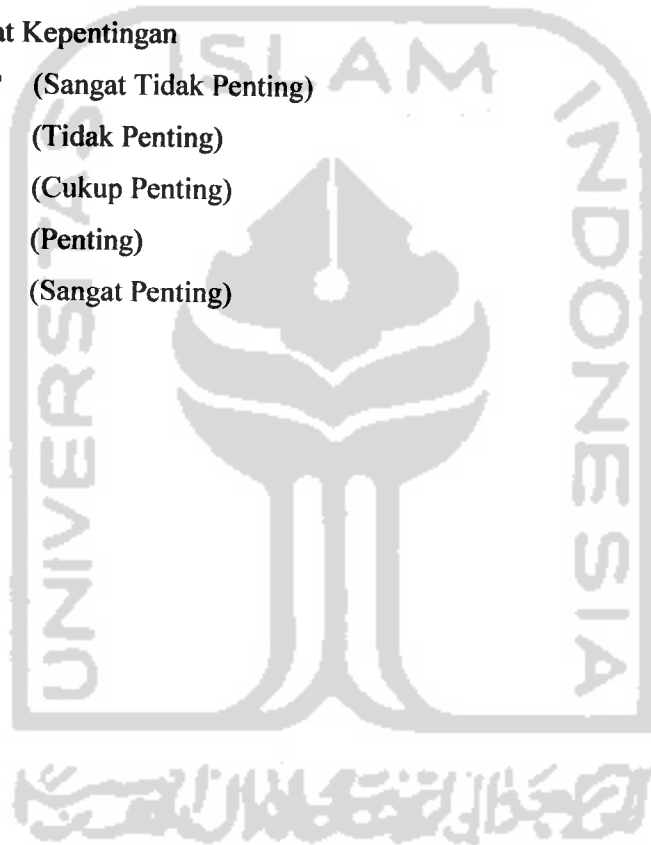 at Kepentingan
(Sangat Tidak Penting)
(Tidak Penting)
(Cukup Penting)
(Penting)
(Sangat Penting)
ISLAM
UNIVERSITAS
INDONESIA